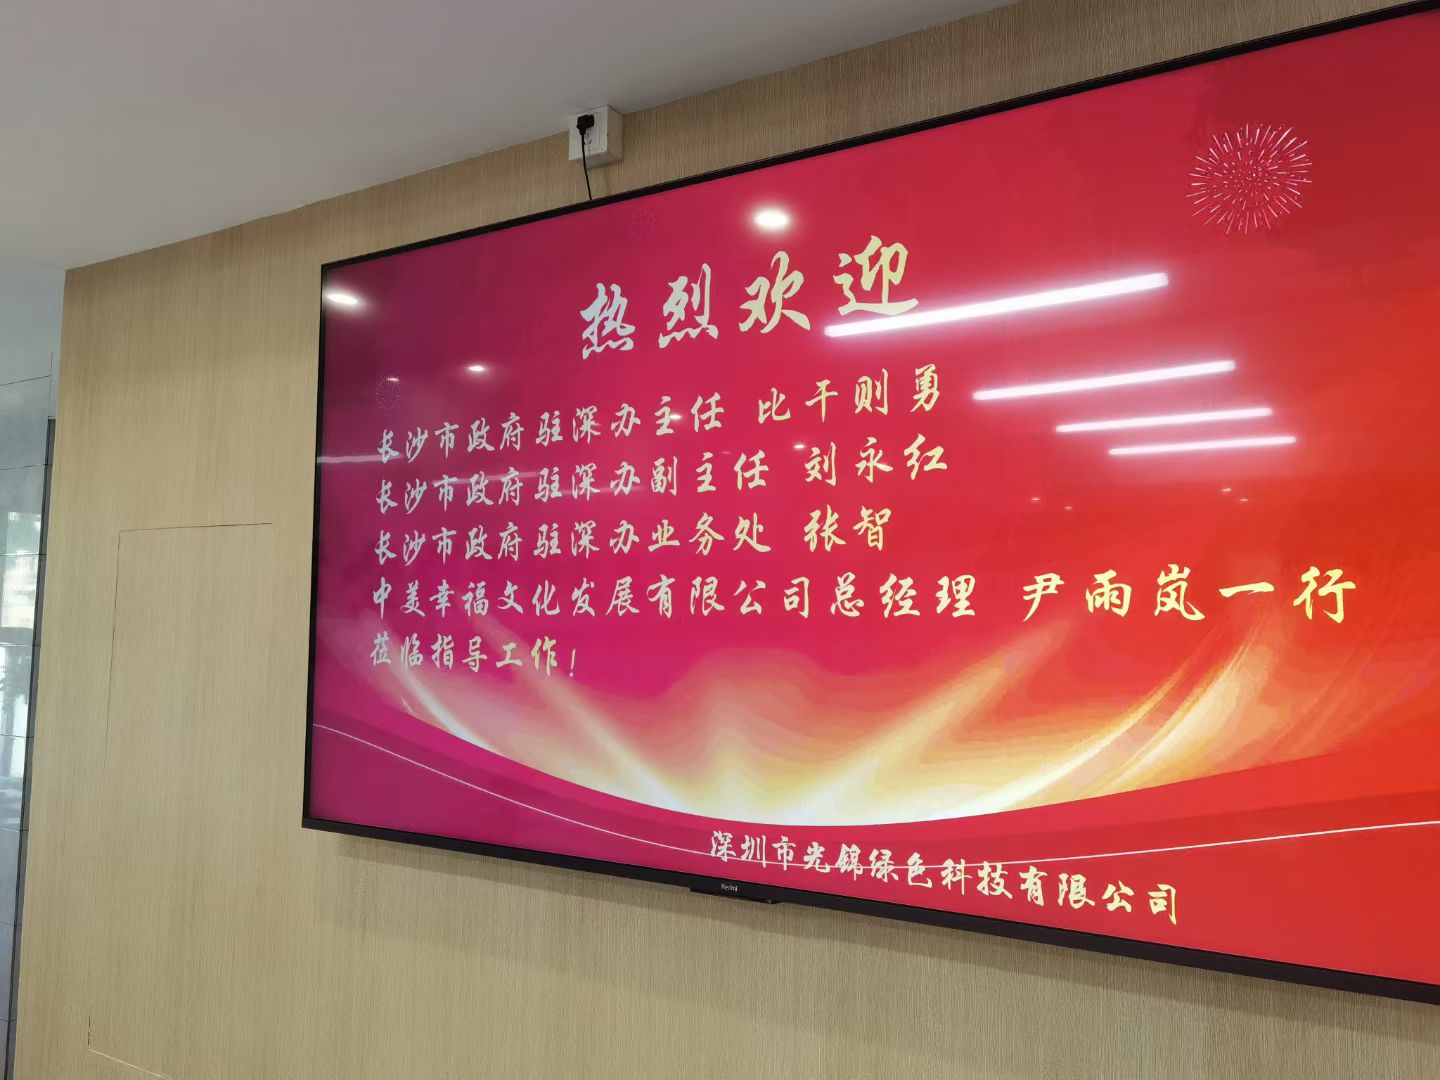 热烈欢迎
长沙市政府驻深办主任 比干则勇
长沙市政府驻深办副主任 刘永红
长沙市政府驻深办业务处 张智
中美幸福文化发展有限公司总经理 尹雨岚一行
莅临指导工作！
深圳市光锦绿色科技有限公司
Redmi